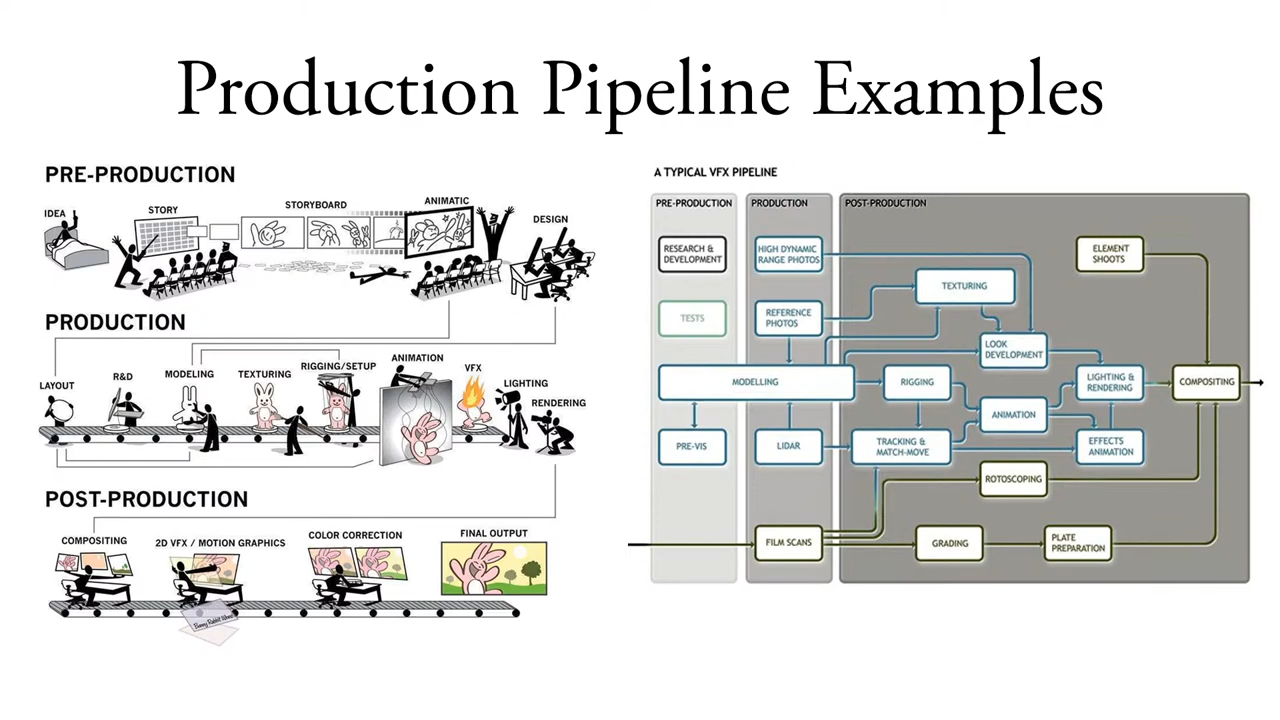 Production Pipeline Examples
PRE-PRODUCTION
IDEA
STORY
STORYBOARD
ANIMATIC
DESIGN
PRODUCTION
LAYOUT
R&D
MODELING
TEXTURING
RIGGING/SETUP
ANIMATION
VFX
LIGHTING
RENDERING
POST-PRODUCTION
COMPOSITING
2D VFX / MOTION GRAPHICS
COLOR CORRECTION
FINAL OUTPUT
A TYPICAL VFX PIPELINE
PRE-PRODUCTION
PRODUCTION
POST-PRODUCTION
RESEARCH &
DEVELOPMENT
HIGH DYNAMIC
RANGE PHOTOS
ELEMENT
SHOOTS
TEXTURING
TESTS
REFERENCE
PHOTOS
LOOK
DEVELOPMENT
MODELLING
RIGGING
LIGHTING &
RENDERING
COMPOSITING
ANIMATION
PRE-VIS
LIDAR
TRACKING &
MATCH-MOVE
EFFECTS
ANIMATION
ROTOSCOPING
FILM SCANS
GRADING
PLATE
PREPARATION